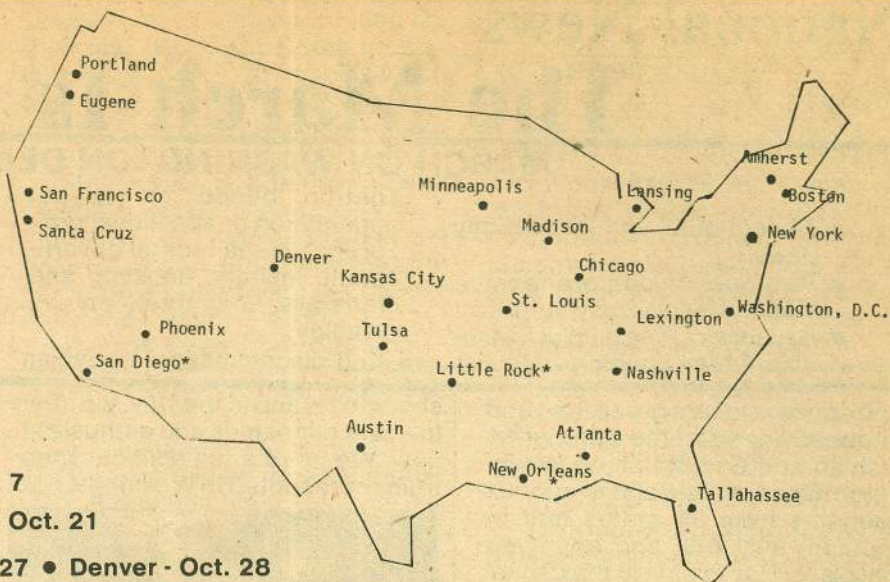 Portland
Eugene
San Francisco
Santa Cruz
Minneapolis
Lansing
Amherst
Boston
Madison
New York
Denver
Chicago
Kansas City
St. Louis
Washington, D.C.
Phoenix
Lexington
Tulsa
San Diego*
Little Rock*
Nashville
Austin
Atlanta
New Orleans
*
Tallahassee
7
Oct. 21
27 ● Denver - Oct. 28